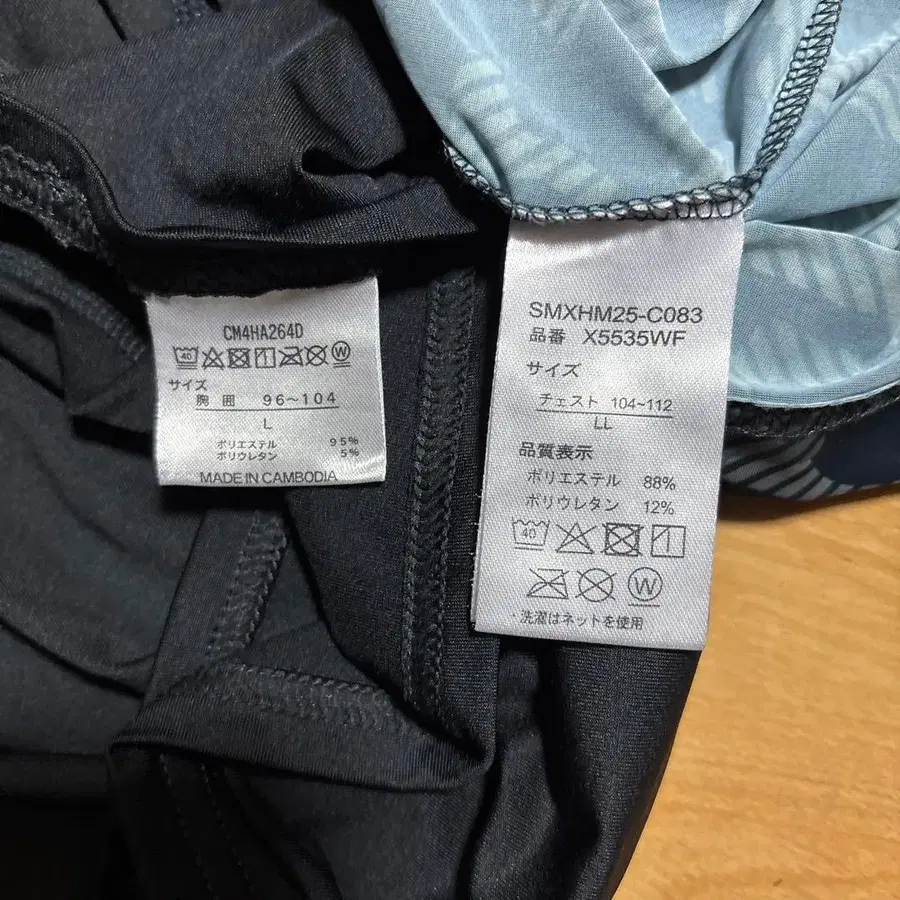 CM4HA264D
40 W
サイズ
胸 囲 96~104
L
ポリエステル 95%
ポリウレタン 5%
MADE IN CAMBODIA
SMXHM25-C083
品番 X5535WF
サイズ
チェスト 104~112
LL
品質表示
ポリエステル 88%
ポリウレタン 12%
40
W
・洗濯はネットを使用